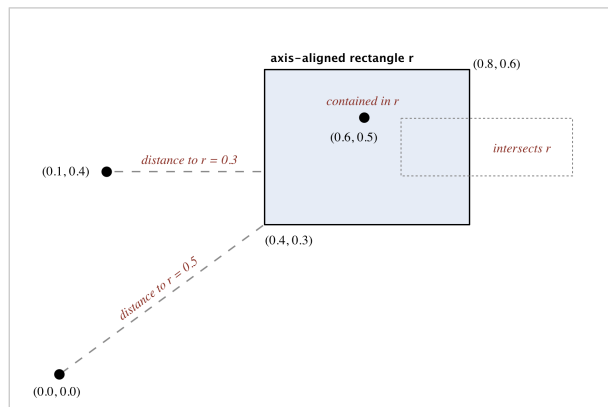 axis-aligned rectangle r
(0.8, 0.6)
contained in r
(0.6, 0.5)
intersects r
distance to r = 0.3
(0.1, 0.4)
(0.4, 0.3)
distance to r = 0.5
(0.0, 0.0)